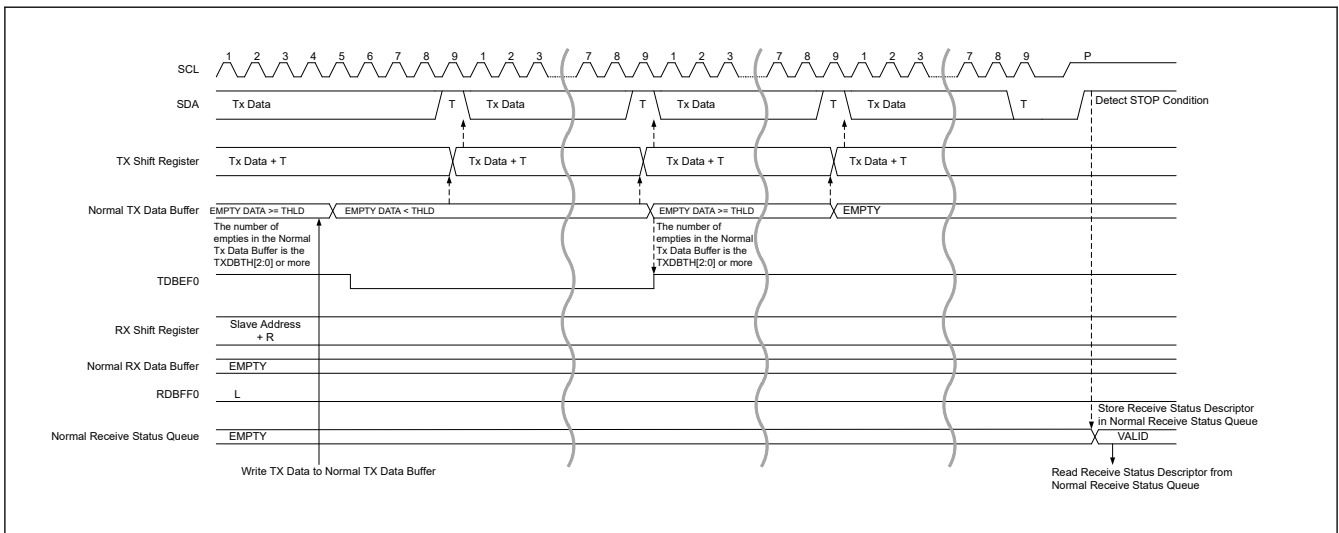 1 2 3 4 5 6 7 8 9 1 2 3 7 8 9 1 2 3 7 8 9 1 2 3 7 8 9 P
SCL
SDA Tx Data T Tx Data T Tx Data T Tx Data T Detect STOP Condition
TX Shift Register Tx Data + T Tx Data + T Tx Data + T Tx Data + T
Normal TX Data Buffer EMPTY DATA >= THLD EMPTY DATA < THLD EMPTY DATA >= THLD EMPTY
The number of
empties in the Normal
Tx Data Buffer is the
TXDBTH[2:0] or more
The number of
empties in the Normal
Tx Data Buffer is the
TXDBTH[2:0] or more
TDBEF0
RX Shift Register Slave Address
+ R
Normal RX Data Buffer EMPTY
RDBFF0 L
Store Receive Status Descriptor
in Normal Receive Status Queue
Normal Receive Status Queue EMPTY VALID
Write TX Data to Normal TX Data Buffer
Read Receive Status Descriptor from
Normal Receive Status Queue